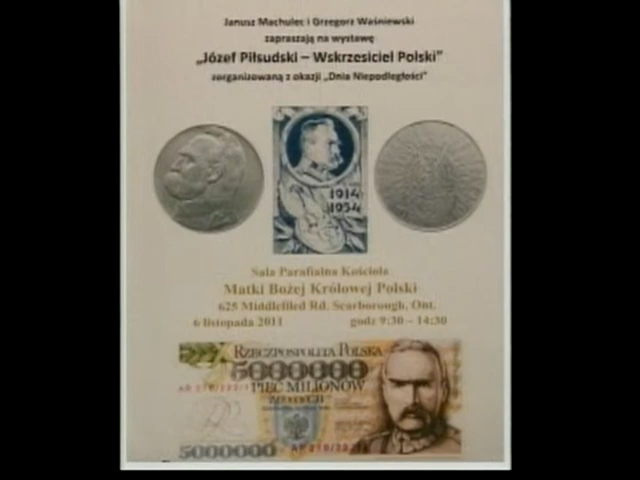 Janusz Machulec i Grzegorz Waśniewski
zapraszają na wystawę
„Józef Piłsudski – Wskrzesiciel Polski”
zorganizowaną z okazji „Dnia Niepodległości”
1914
1934
Sala Parafialna Kościoła
Matki Bożej Królowej Polski
625 Middlefiled Rd. Scarborough, Ont.
6 listopada 2011 godz 9:30 – 14:30
RZECZPOSPOLITA POLSKA
5000000
PIĘĆ MILIONÓW
ZŁOTYCH
5000000